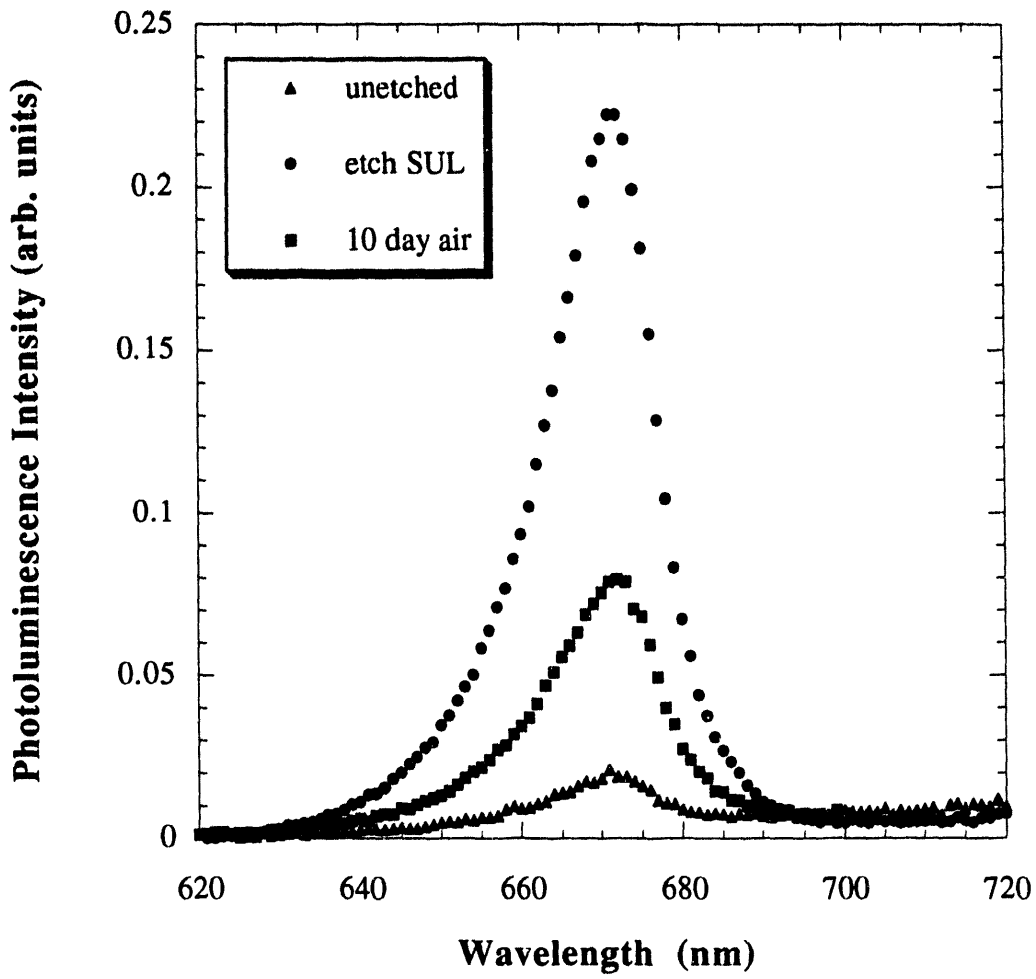 Photoluminescence Intensity (arb. units)
0.25
0.2
0.15
0.1
0.05
0
unetched
etch SUL
10 day air
620 640 660 680 700 720
Wavelength (nm)